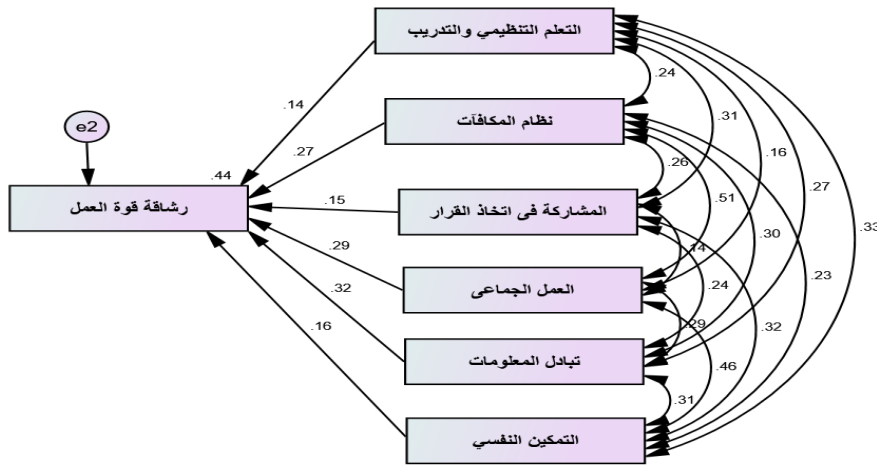 التعلم التنظيمي والتدريب
.24
.14
.31
e2
نظام المكافآت
.16
.27
.26
.27
.44
.51
رشاقة قوة العمل
.15
المشاركة فى اتخاذ القرار
.33
.30
.29
.14
.23
العمل الجماعى
.24
.32
.29
.32
.16
تبادل المعلومات
.46
.31
التمكين النفسي